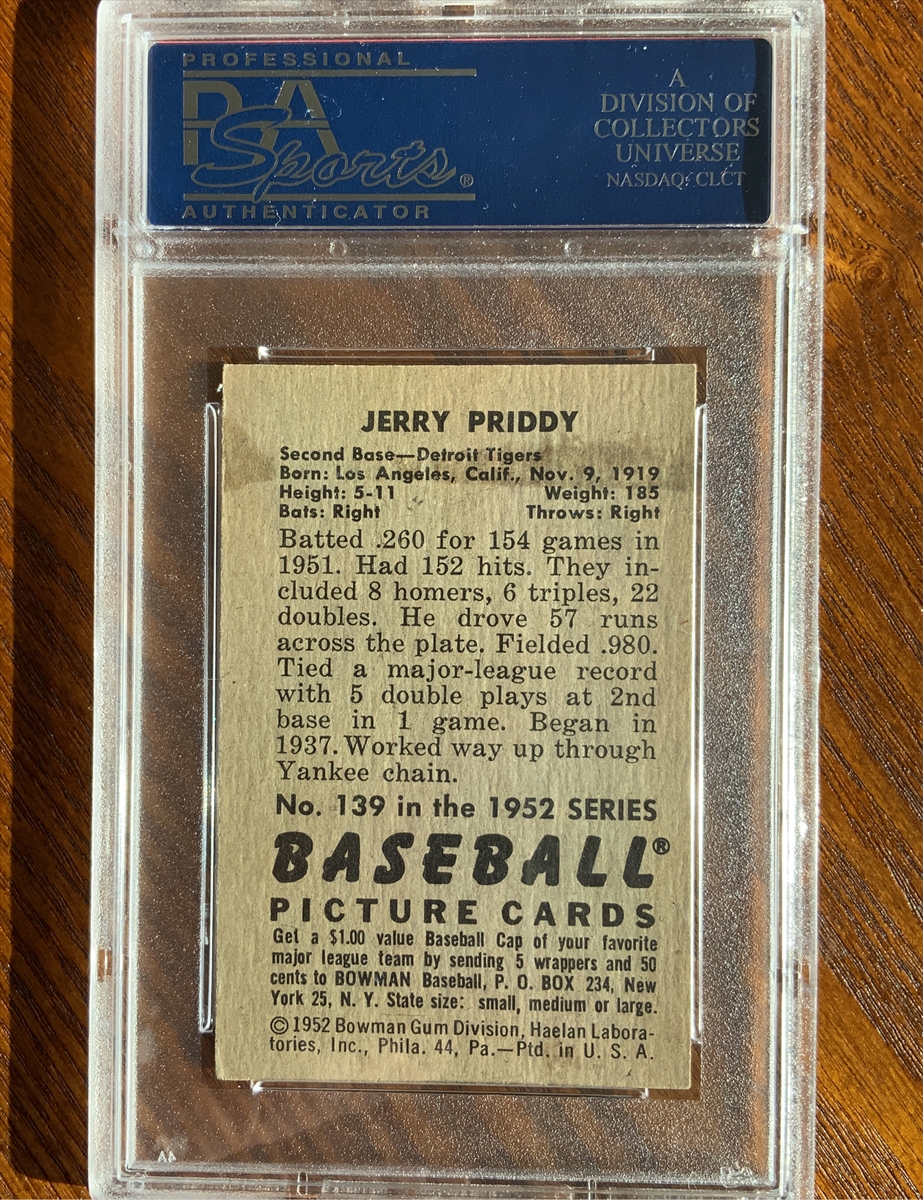 PROFESSIONAL
PSA
Sports®
AUTHENTICATOR
A
DIVISION OF
COLLECTORS
UNIVERSE
NASDAQ: CLCT
JERRY PRIDDY
Second Base—Detroit Tigers
Born: Los Angeles, Calif., Nov. 9, 1919
Height: 5-11 Weight: 185
Bats: Right Throws: Right
Batted .260 for 154 games in
1951. Had 152 hits. They in-
cluded 8 homers, 6 triples, 22
doubles. He drove 57 runs
across the plate. Fielded .980.
Tied a major-league record
with 5 double plays at 2nd
base in 1 game. Began in
1937. Worked way up through
Yankee chain.
No. 139 in the 1952 SERIES
BASEBALL®
PICTURE CARDS
Get a $1.00 value Baseball Cap of your favorite
major league team by sending 5 wrappers and 50
cents to BOWMAN Baseball, P. O. BOX 234, New
York 25, N. Y. State size: small, medium or large.
©1952 Bowman Gum Division, Haelan Labora-
tories, Inc., Phila. 44, Pa.—Ptd. in U. S. A.